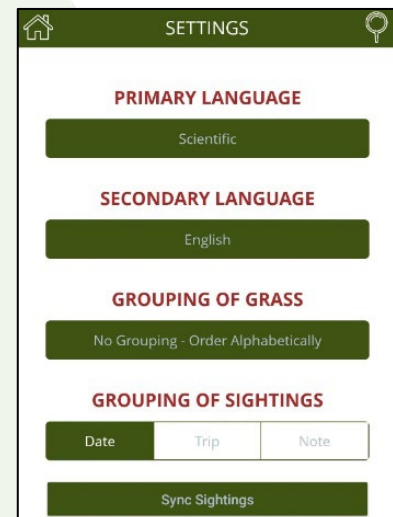 SETTINGS
PRIMARY LANGUAGE
Scientific
SECONDARY LANGUAGE
English
GROUPING OF GRASS
No Grouping - Order Alphabetically
GROUPING OF SIGHTINGS
Date Trip Note
Sync Sightings